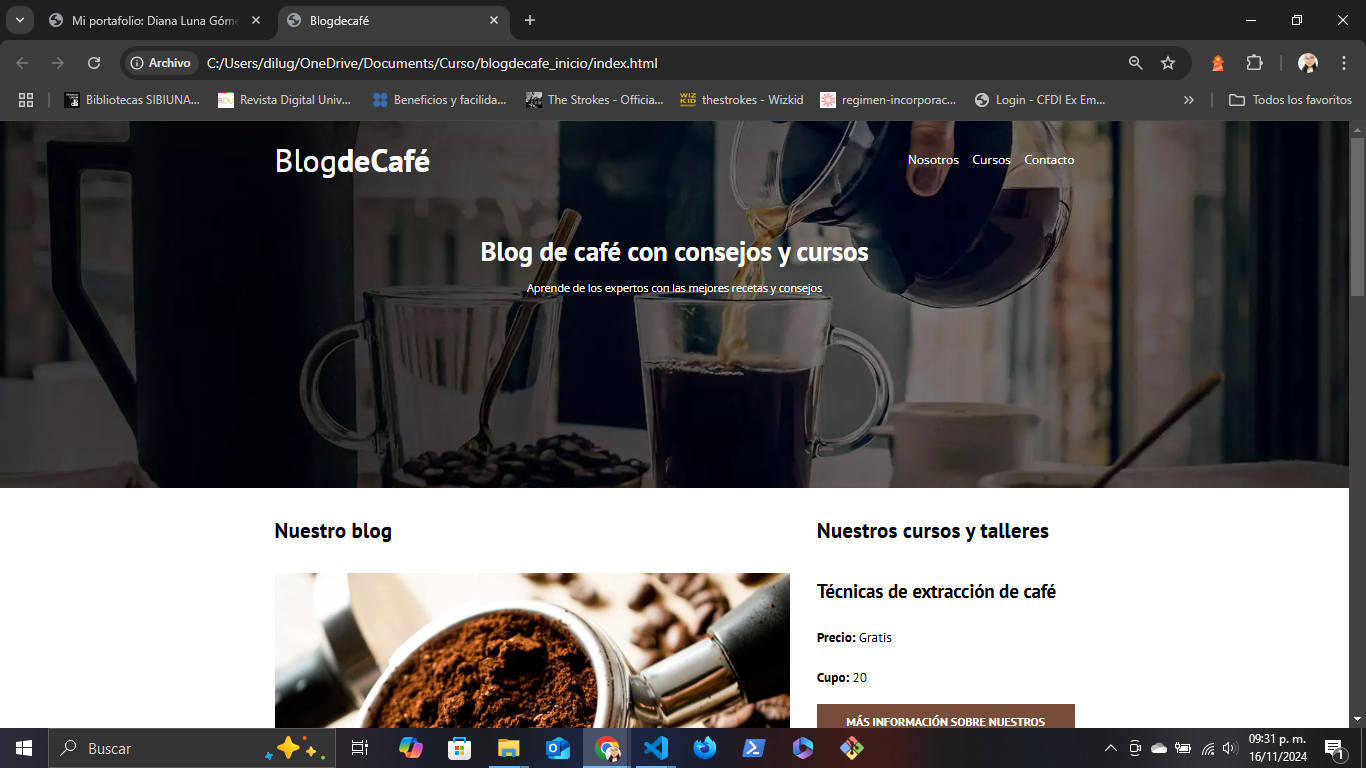 Mi portafolio: Diana Luna Góm
Blogdecafé
Archivo
C:/Users/dilug/OneDrive/Documents/Curso/blogdecafe_inicio/index.html
Bibliotecas SIBIUNA...
Revista Digital Univ...
Beneficios y facilida...
The Strokes - Officia...
WIZ KID
thestrokes - Wizkid
regimen-incorporac...
Login - CFDI Ex Em...
Todos los favoritos
BlogdeCafé
Nosotros Cursos Contacto
Blog de café con consejos y cursos
Aprende de los expertos con las mejores recetas y consejos
Nuestro blog
Nuestros cursos y talleres
Técnicas de extracción de café
Precio: Gratis
Cupo: 20
MÁS INFORMACIÓN SOBRE NUESTROS
Buscar
09:31 p. m.
16/11/2024
1